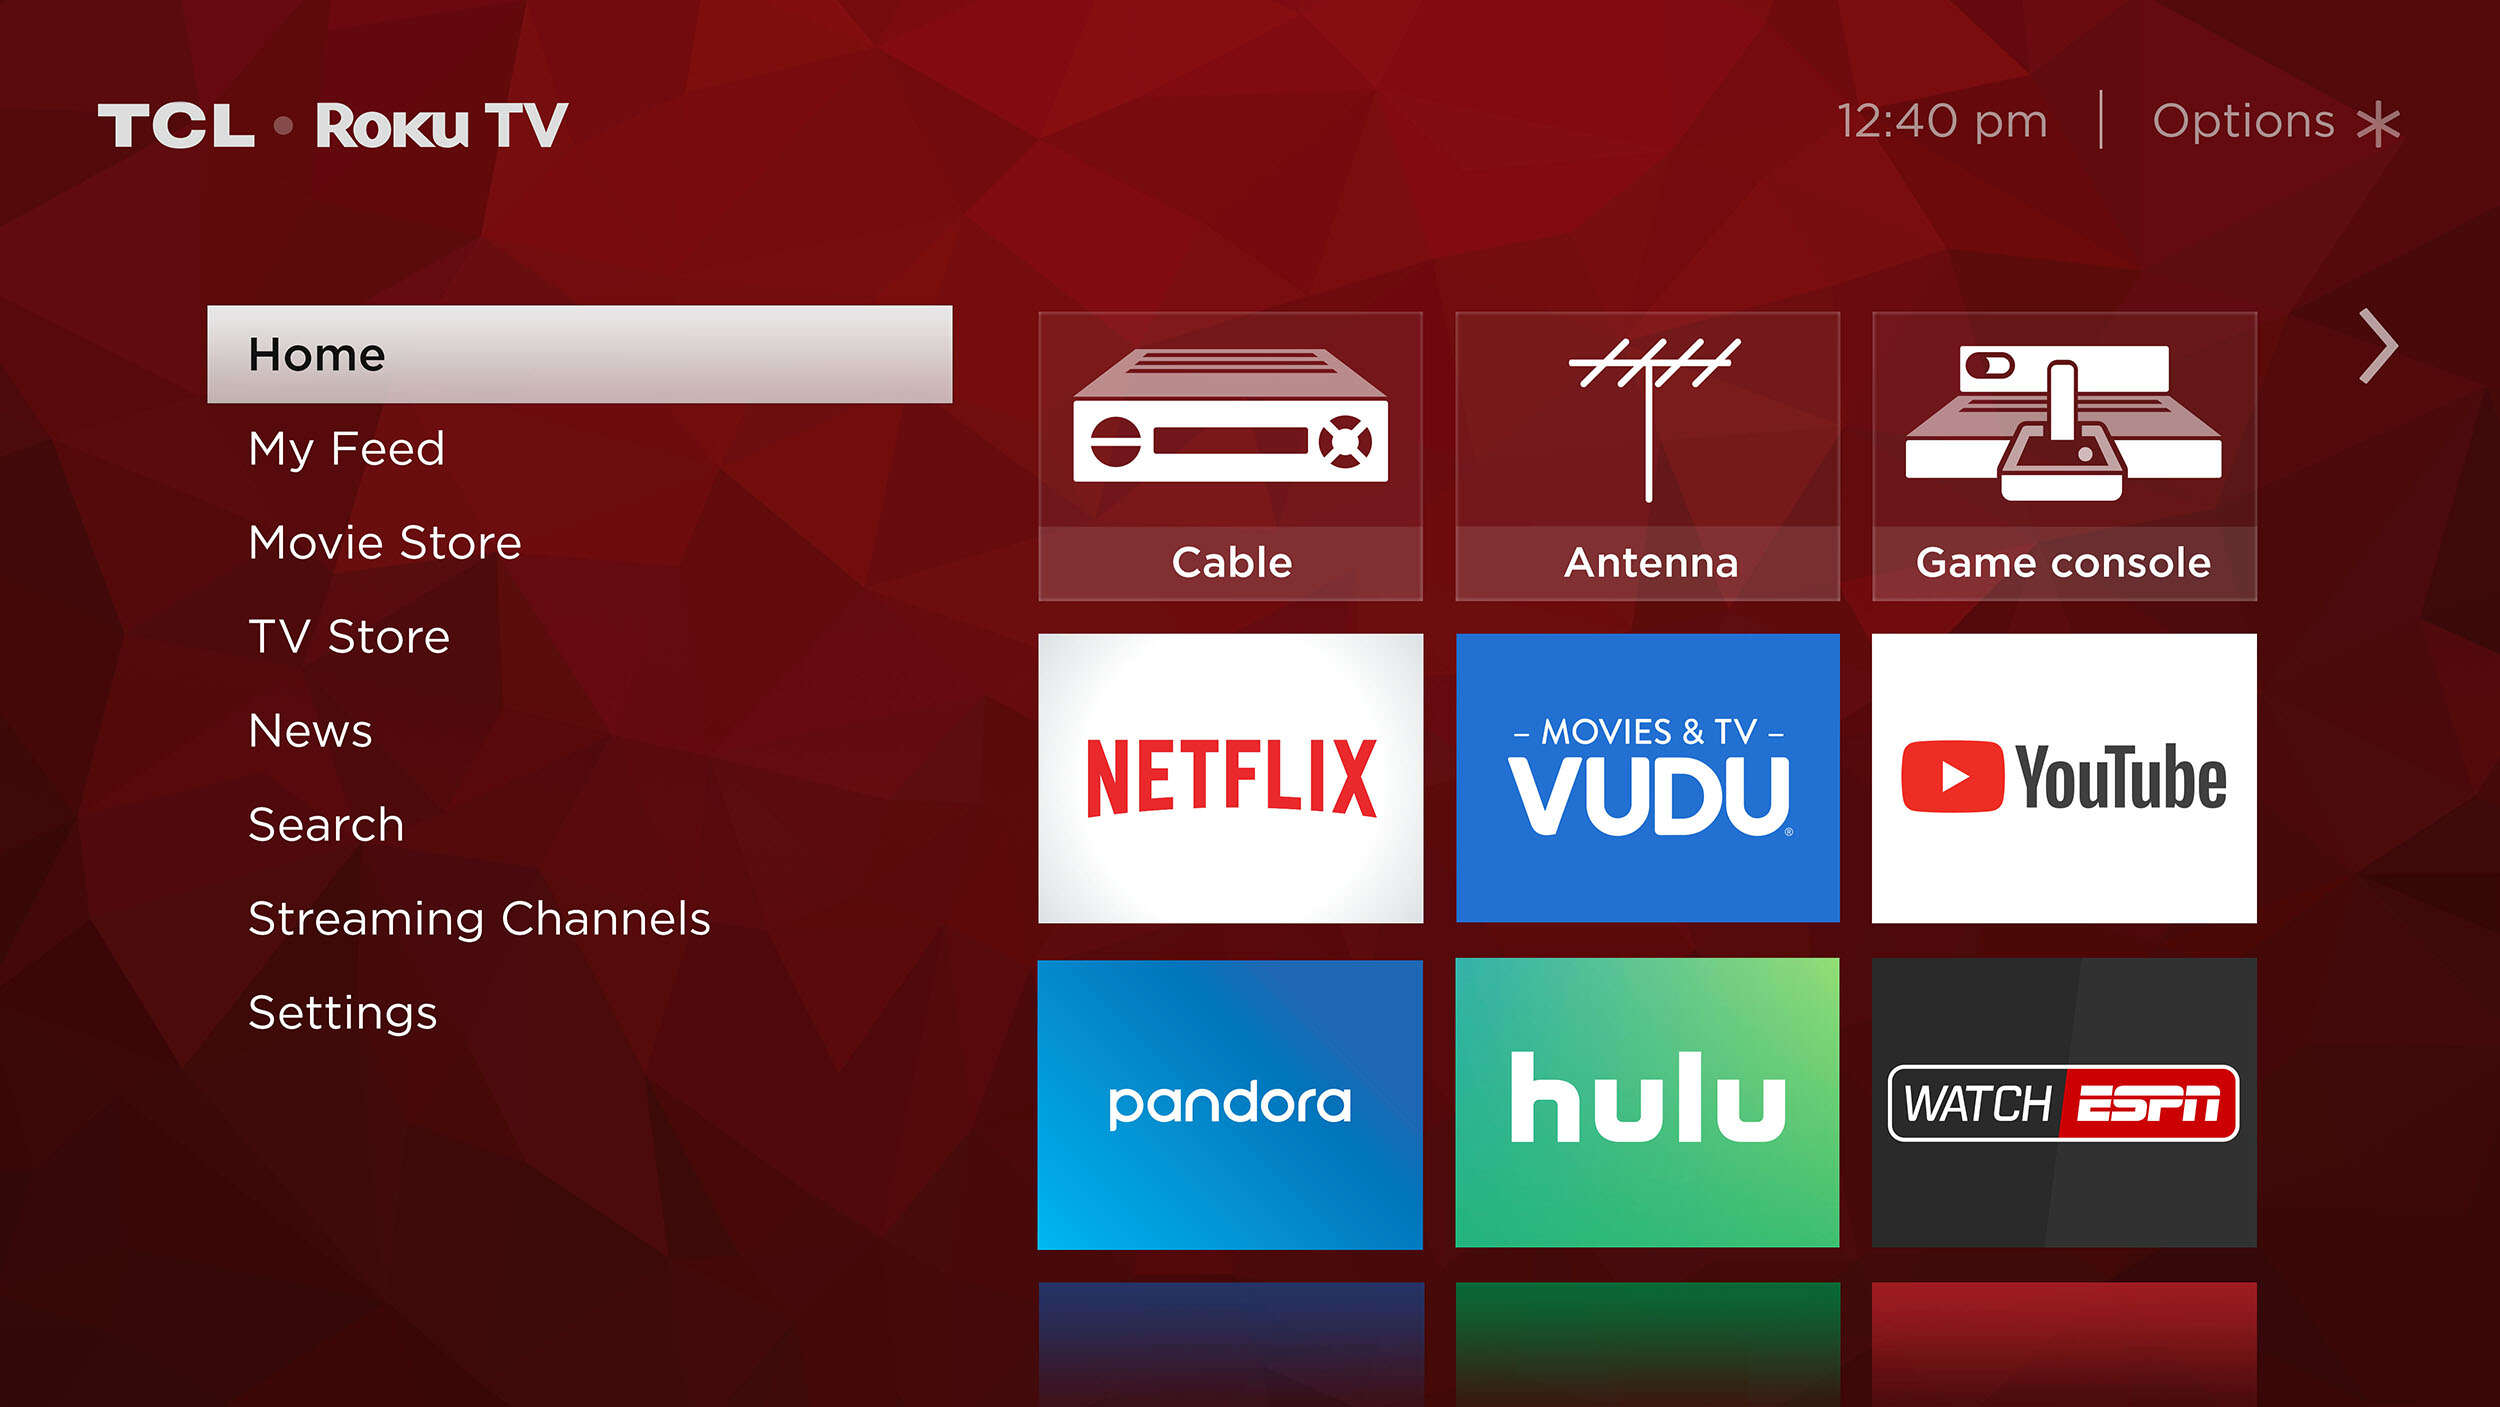 TCL • ROKU TV
12:40 pm | Options *
Home
My Feed
Movie Store
TV Store
News
Search
Streaming Channels
Settings
Cable
Antenna
Game console
NETFLIX
– MOVIES & TV –
VUDU®
YouTube
pandora
hulu
WATCH ESPN